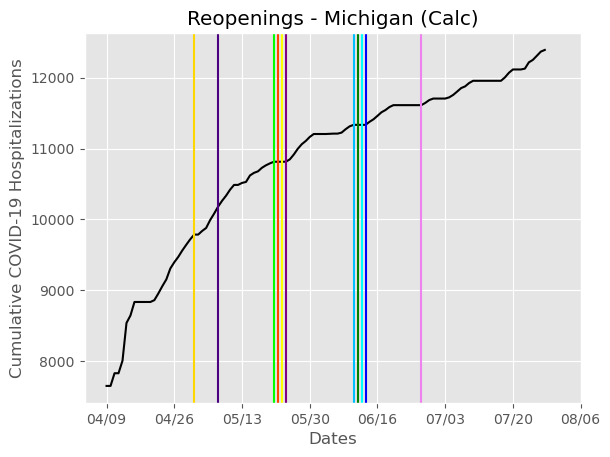 Reopenings - Michigan (Calc)
Cumulative COVID-19 Hospitalizations
12000
11000
10000
9000
8000
04/09 04/26 05/13 05/30 06/16 07/03 07/20 08/06
Dates